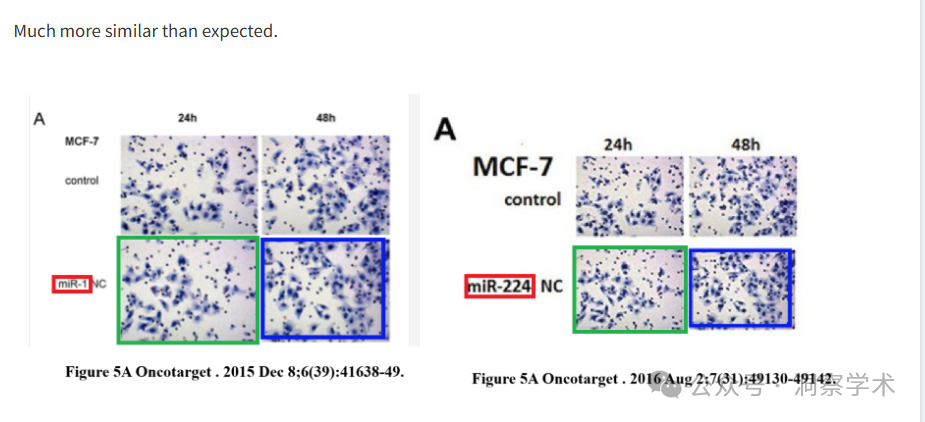 Much more similar than expected.
A
24h
48h
MCF-7
control
miR-1 NC
Figure 5A Oncotarget . 2015 Dec 8;6(39):41638-49.
A
24h
48h
MCF-7
control
miR-224 NC
Figure 5A Oncotarget . 2016 Aug 2;7(31):49130-49142.
公众号 · 洞察学术